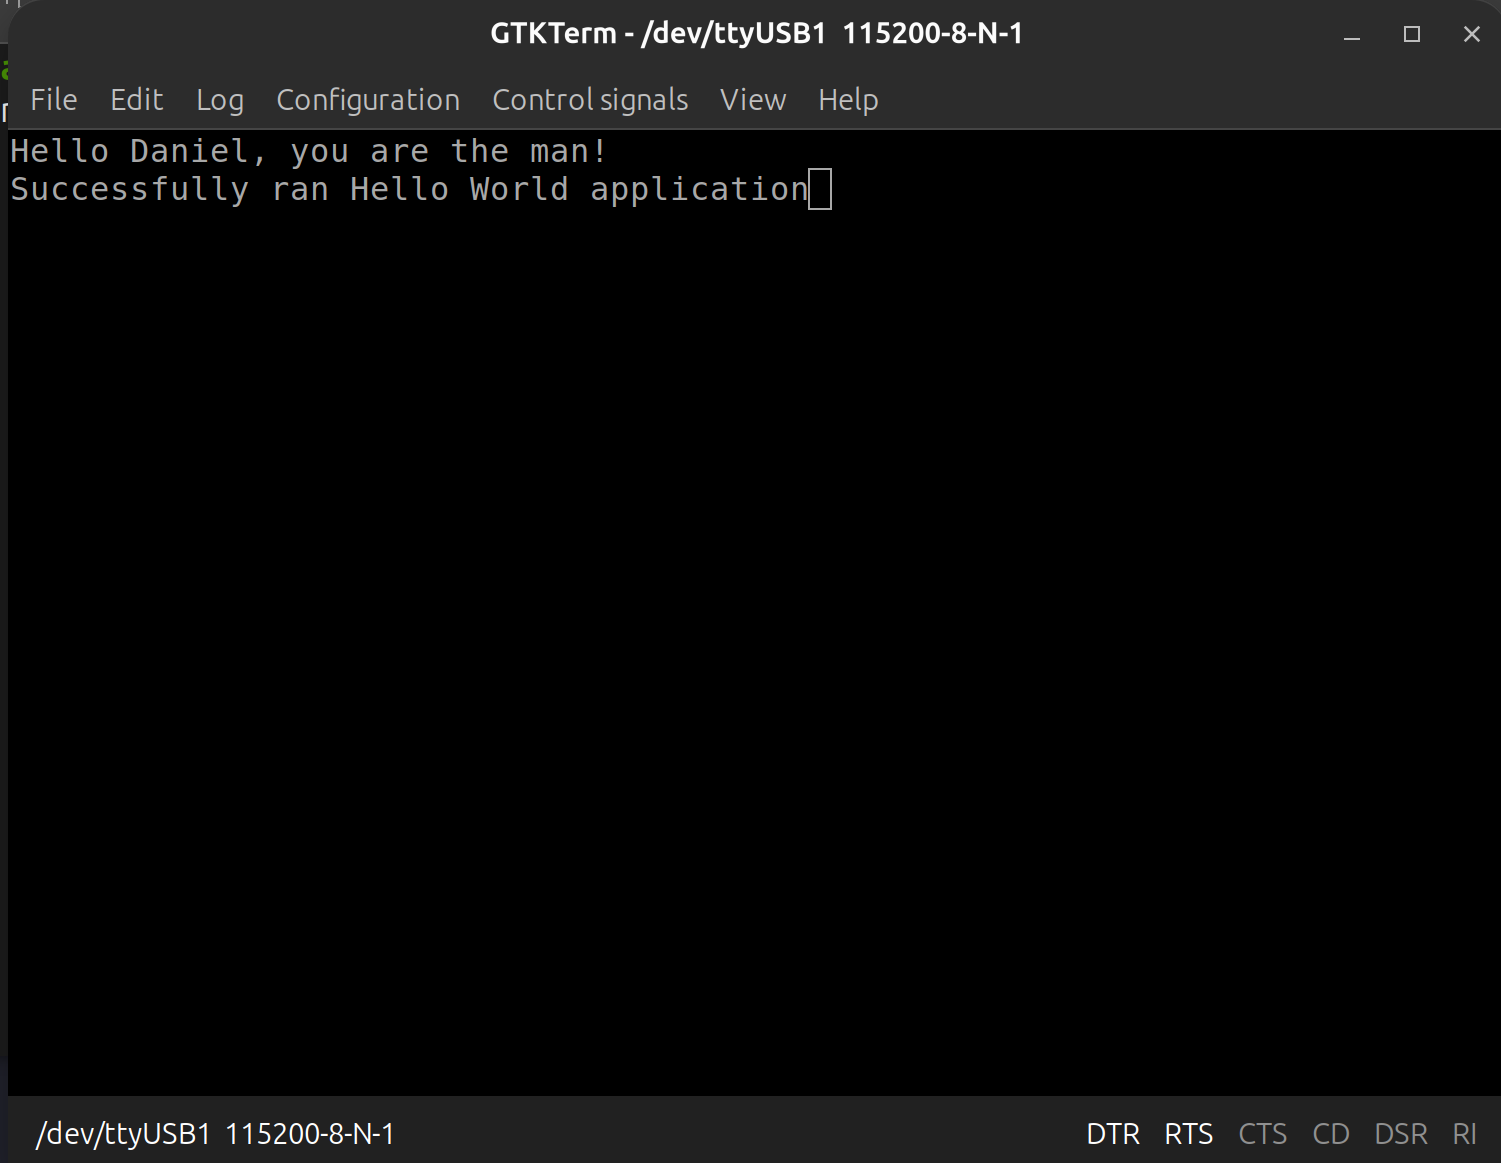 GTKTerm - /dev/ttyUSB1 115200-8-N-1
File Edit Log Configuration Control signals View Help
Hello Daniel, you are the man!
Successfully ran Hello World application
/dev/ttyUSB1 115200-8-N-1 DTR RTS CTS CD DSR RI